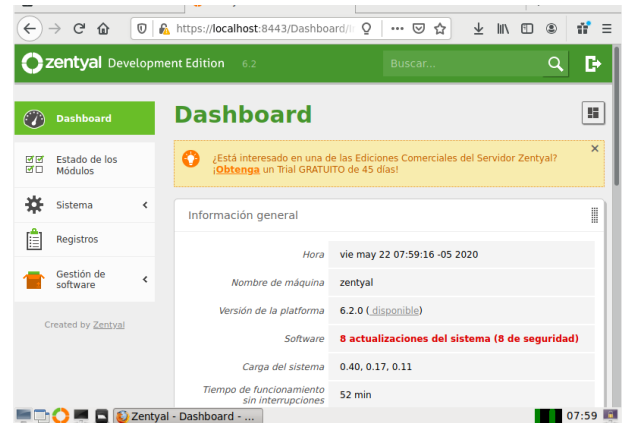 https://localhost:8443/Dashboard/I
zentyal Development Edition 6.2
Buscar...
Dashboard
Dashboard
¿Está interesado en una de las Ediciones Comerciales del Servidor Zentyal?
¡Obtenga un Trial GRATUITO de 45 días!
Estado de los
Módulos
Sistema
Registros
Gestión de
software
Created by Zentyal
Información general
Hora vie may 22 07:59:16 -05 2020
Nombre de máquina zentyal
Versión de la plataforma 6.2.0 ( disponible)
Software 8 actualizaciones del sistema (8 de seguridad)
Carga del sistema 0.40, 0.17, 0.11
Tiempo de funcionamiento
sin interrupciones 52 min
Zentyal - Dashboard - ...
07:59